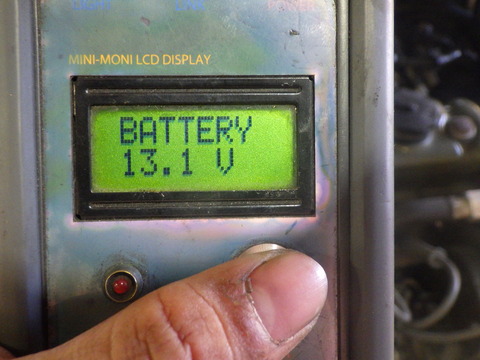 MINI-MONI LCD DISPLAY
BATTERY
13.1 V